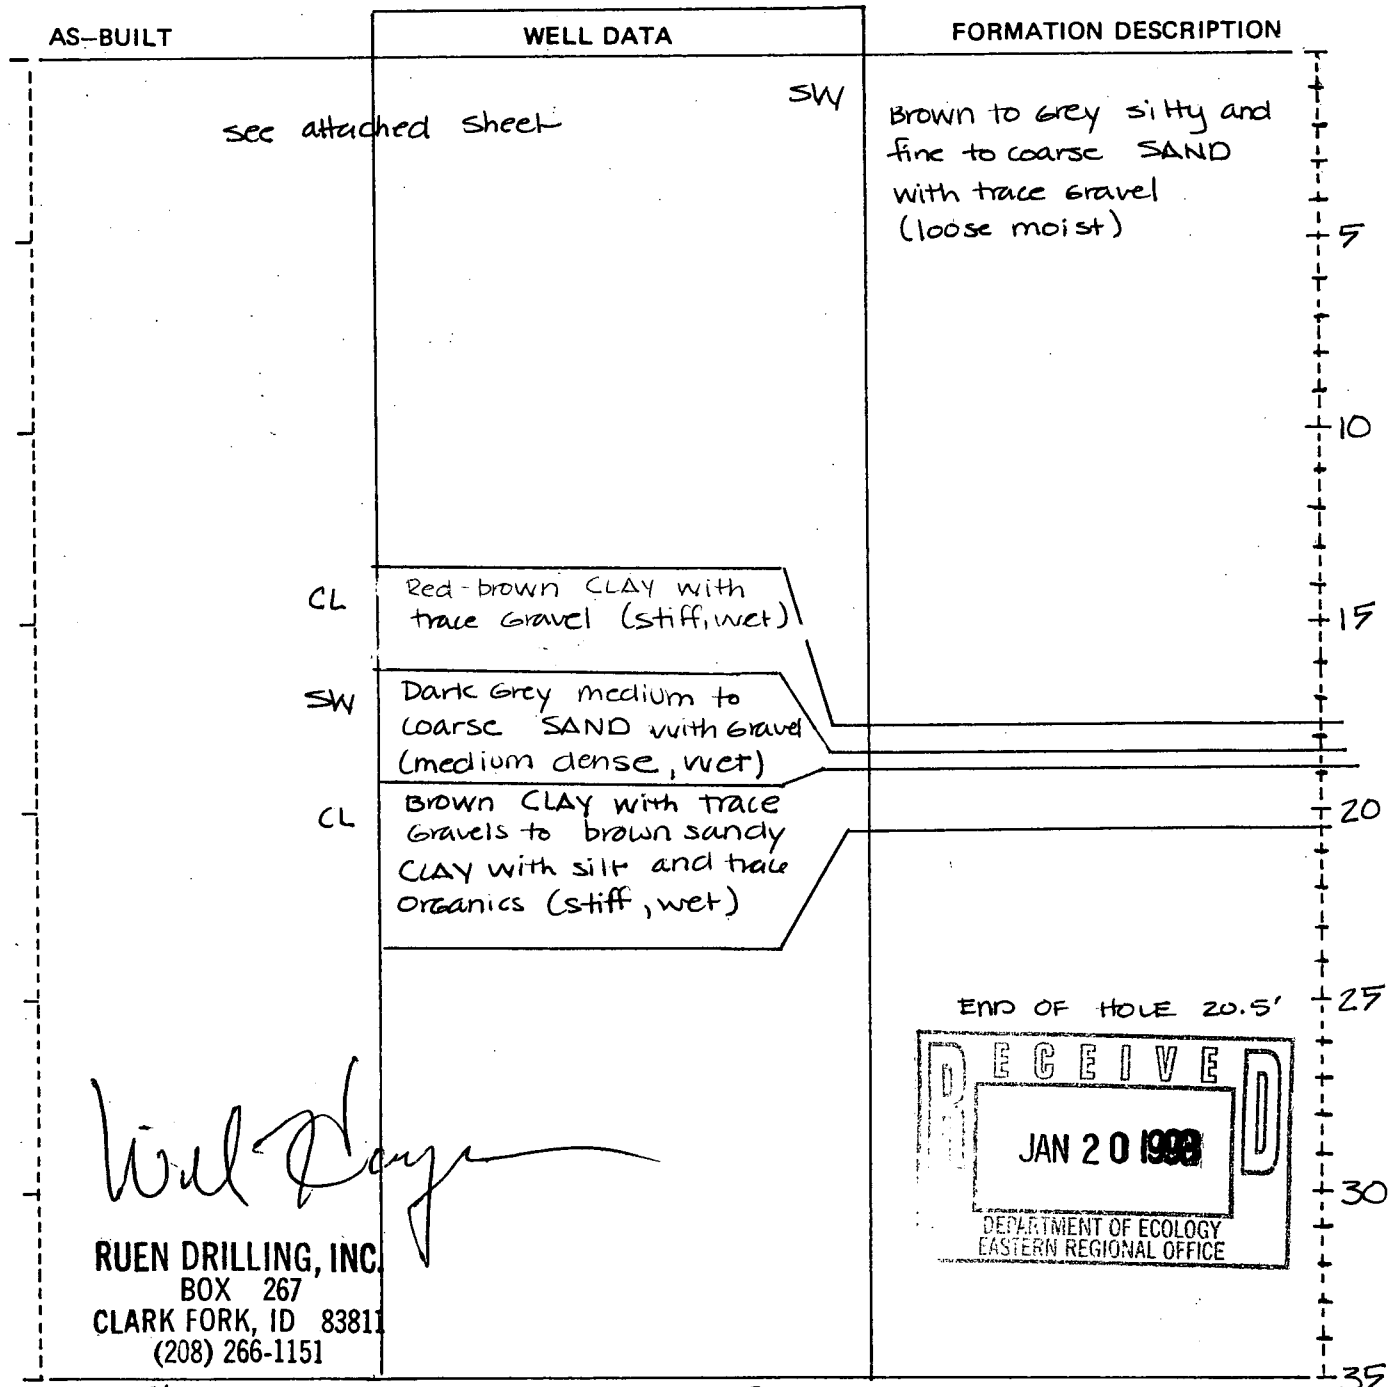 AS–BUILT
WELL DATA
FORMATION DESCRIPTION
see attached sheet
SW
Brown to Grey silty and
fine to coarse SAND
with trace Gravel
(loose moist)
5
10
CL
Red-brown CLAY with
trace Gravel (stiff, wet)
15
SW
Dark Grey medium to
coarse SAND with Gravel
(medium dense, wet)
CL
Brown CLAY with trace
Gravels to brown sandy
CLAY with silt and trace
Organics (stiff, wet)
20
25
END OF HOLE 20.5'
RECEIVED
JAN 20
DEPARTMENT OF ECOLOGY
EASTERN REGIONAL OFFICE
30
RUEN DRILLING, INC.
BOX 267
CLARK FORK, ID 83811
(208) 266-1151
35